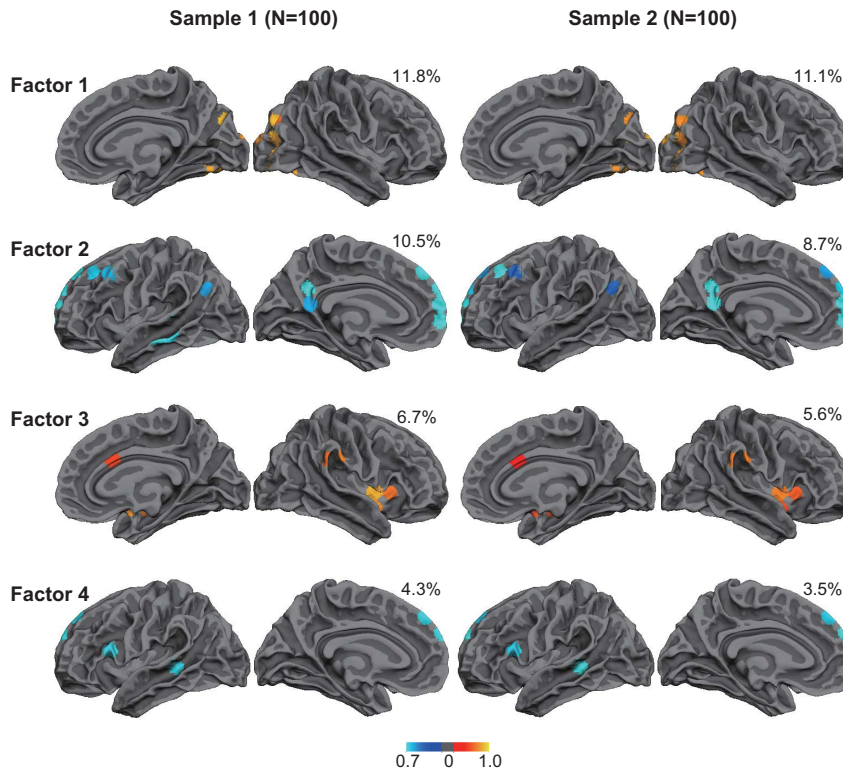 Sample 1 (N=100)
Sample 2 (N=100)
Factor 1
11.8%
11.1%
Factor 2
10.5%
8.7%
Factor 3
6.7%
5.6%
Factor 4
4.3%
3.5%
0.7 0 1.0